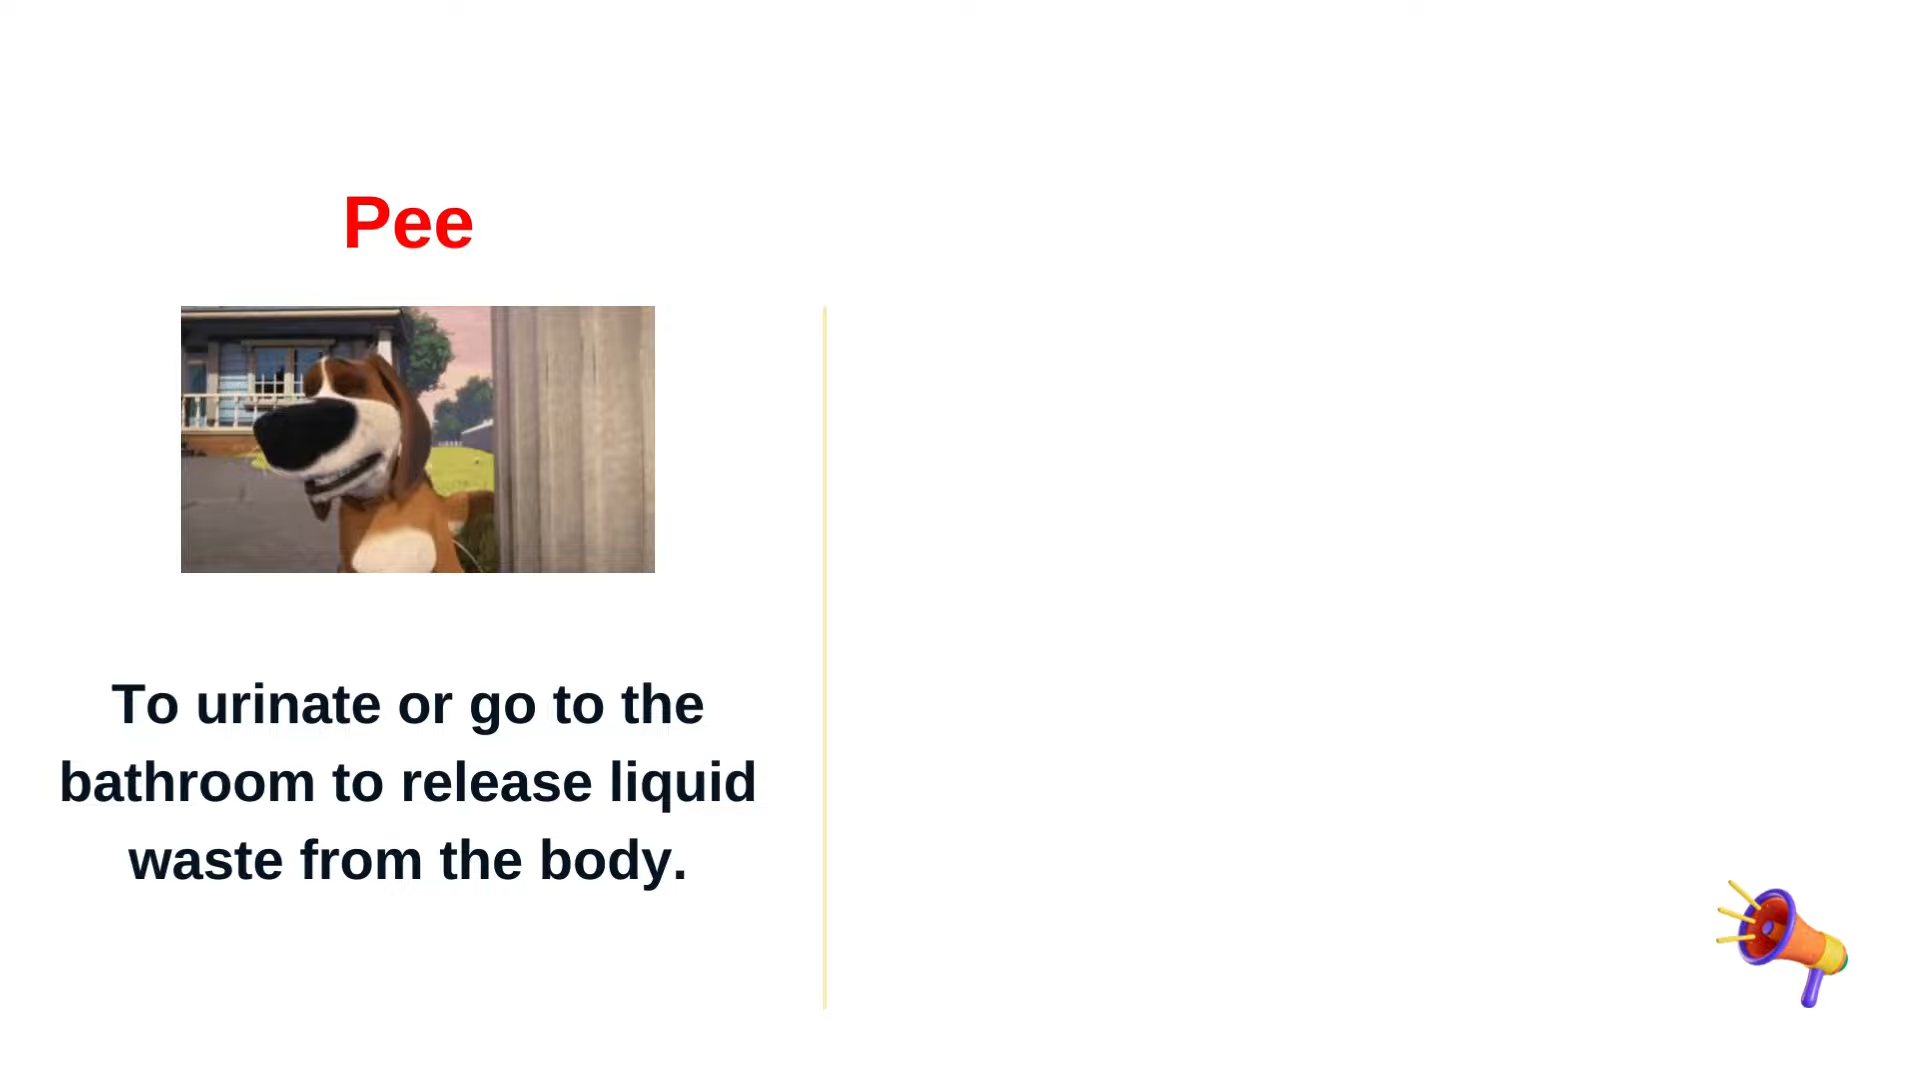 Pee
To urinate or go to the
bathroom to release liquid
waste from the body.